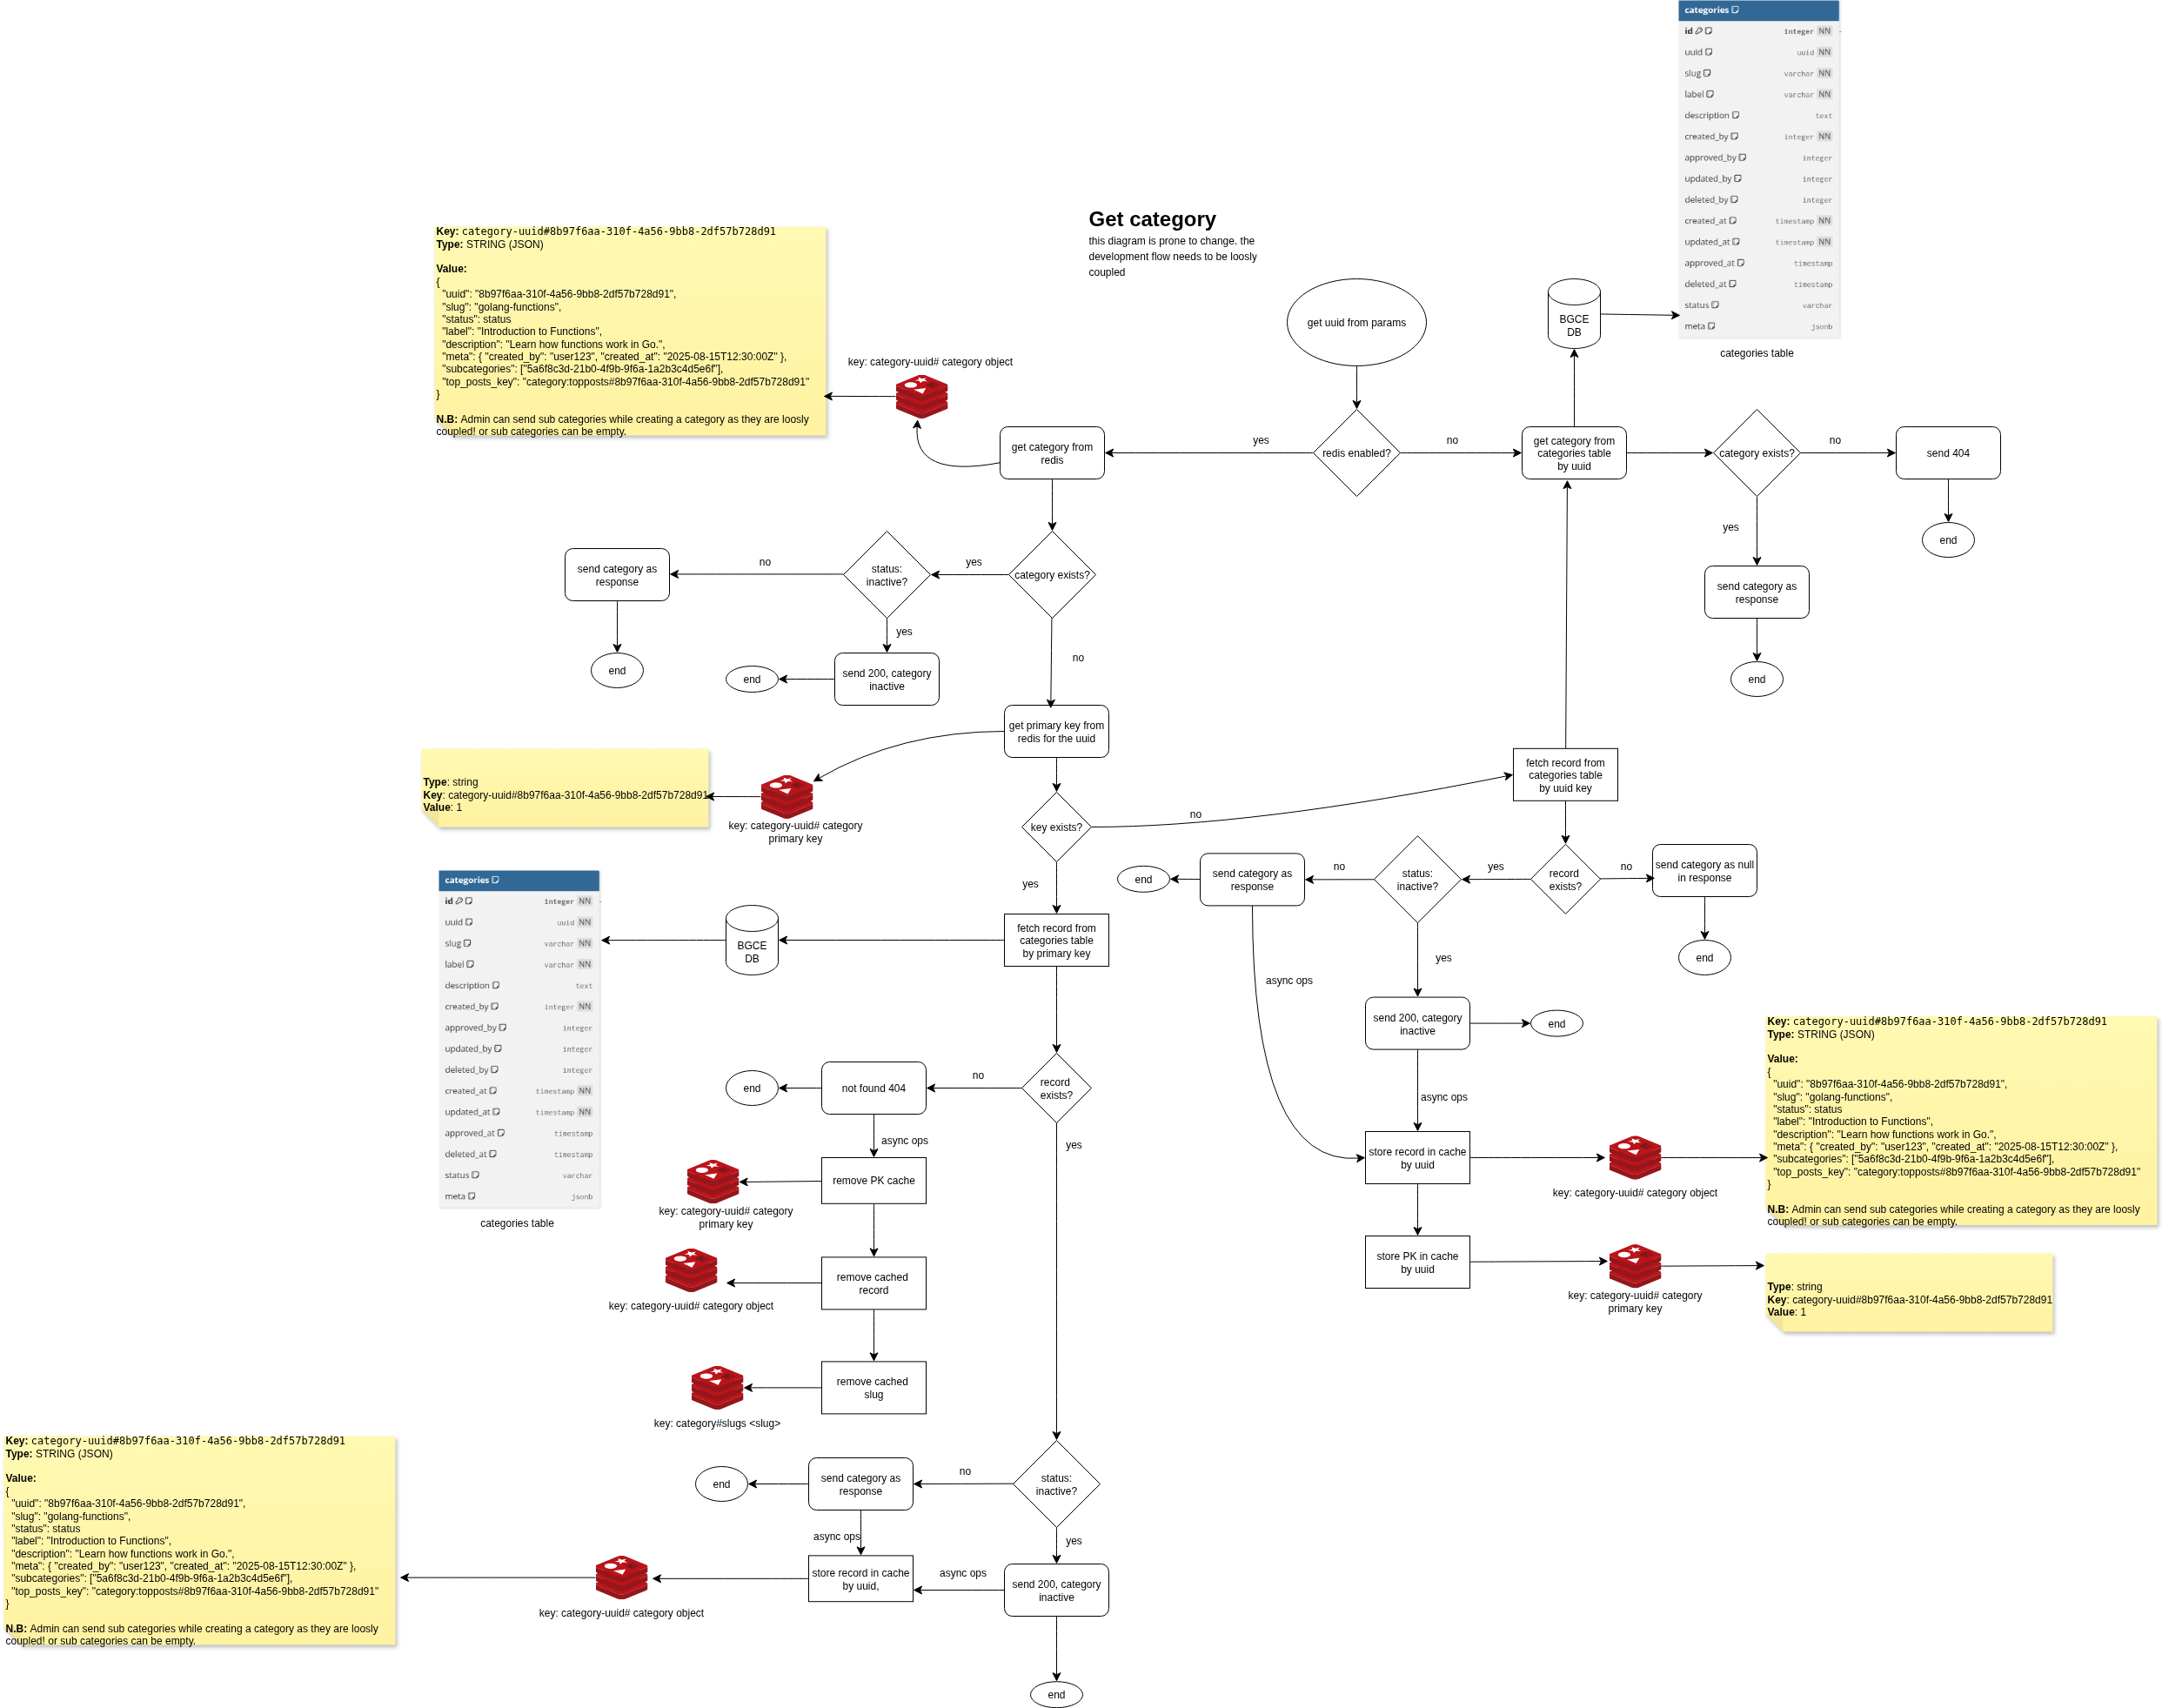 categories
id integer NN
uuid uuid NN
slug varchar NN
label varchar NN
description text
created_by integer NN
approved_by integer
updated_by integer
deleted_by integer
created_at timestamp NN
updated_at timestamp NN
approved_at timestamp
deleted_at timestamp
status varchar
meta jsonb
categories table
Get category
this diagram is prone to change. the
development flow needs to be loosly
coupled
Key: category-uuid#8b97f6aa-310f-4a56-9bb8-2df57b728d91
Type: STRING (JSON)
Value:
{
"uuid": "8b97f6aa-310f-4a56-9bb8-2df57b728d91",
"slug": "golang-functions",
"status": status
"label": "Introduction to Functions",
"description": "Learn how functions work in Go.",
"meta": { "created_by": "user123", "created_at": "2025-08-15T12:30:00Z" },
"subcategories": ["5a6f8c3d-21b0-4f9b-9f6a-1a2b3c4d5e6f"],
"top_posts_key": "category:topposts#8b97f6aa-310f-4a56-9bb8-2df57b728d91"
}
N.B: Admin can send sub categories while creating a category as they are loosly
coupled! or sub categories can be empty.
key: category-uuid# category object
get uuid from params
BGCE
DB
get category from
redis
yes
redis enabled?
no
get category from
categories table
by uuid
category exists?
no
send 404
end
yes
send category as
response
end
send category as
response
no
status:
inactive?
yes
category exists?
end
yes
send 200, category
inactive
end
no
get primary key from
redis for the uuid
Type: string
Key: category-uuid#8b97f6aa-310f-4a56-9bb8-2df57b728d91
Value: 1
key: category-uuid# category
primary key
key exists?
no
fetch record from
categories table
by uuid key
yes
end
send category as
response
no
status:
inactive?
yes
record
exists?
no
send category as null
in response
end
categories
id integer NN
uuid uuid NN
slug varchar NN
label varchar NN
description text
created_by integer NN
approved_by integer
updated_by integer
deleted_by integer
created_at timestamp NN
updated_at timestamp NN
approved_at timestamp
deleted_at timestamp
status varchar
meta jsonb
categories table
BGCE
DB
fetch record from
categories table
by primary key
async ops
yes
send 200, category
inactive
end
async ops
end
not found 404
no
record
exists?
async ops
yes
remove PK cache
key: category-uuid# category
primary key
remove cached
record
key: category-uuid# category object
remove cached
slug
key: category#slugs <slug>
store record in cache
by uuid
key: category-uuid# category object
Key: category-uuid#8b97f6aa-310f-4a56-9bb8-2df57b728d91
Type: STRING (JSON)
Value:
{
"uuid": "8b97f6aa-310f-4a56-9bb8-2df57b728d91",
"slug": "golang-functions",
"status": status
"label": "Introduction to Functions",
"description": "Learn how functions work in Go.",
"meta": { "created_by": "user123", "created_at": "2025-08-15T12:30:00Z" },
"subcategories": ["5a6f8c3d-21b0-4f9b-9f6a-1a2b3c4d5e6f"],
"top_posts_key": "category:topposts#8b97f6aa-310f-4a56-9bb8-2df57b728d91"
}
N.B: Admin can send sub categories while creating a category as they are loosly
coupled! or sub categories can be empty.
store PK in cache
by uuid
key: category-uuid# category
primary key
Type: string
Key: category-uuid#8b97f6aa-310f-4a56-9bb8-2df57b728d91
Value: 1
end
send category as
response
no
status:
inactive?
async ops
yes
store record in cache
by uuid,
async ops
send 200, category
inactive
end
key: category-uuid# category object
Key: category-uuid#8b97f6aa-310f-4a56-9bb8-2df57b728d91
Type: STRING (JSON)
Value:
{
"uuid": "8b97f6aa-310f-4a56-9bb8-2df57b728d91",
"slug": "golang-functions",
"status": status
"label": "Introduction to Functions",
"description": "Learn how functions work in Go.",
"meta": { "created_by": "user123", "created_at": "2025-08-15T12:30:00Z" },
"subcategories": ["5a6f8c3d-21b0-4f9b-9f6a-1a2b3c4d5e6f"],
"top_posts_key": "category:topposts#8b97f6aa-310f-4a56-9bb8-2df57b728d91"
}
N.B: Admin can send sub categories while creating a category as they are loosly
coupled! or sub categories can be empty.